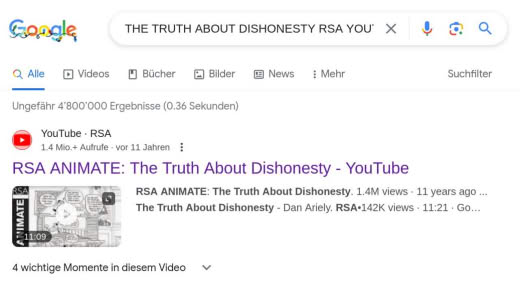 Google
THE TRUTH ABOUT DISHONESTY RSA YOUT
Alle Videos Bücher Bilder News Mehr Suchfilter
Ungefähr 4'800'000 Ergebnisse (0.36 Sekunden)
YouTube · RSA
1.4 Mio.+ Aufrufe · vor 11 Jahren
RSA ANIMATE: The Truth About Dishonesty - YouTube
RSA ANIMATE 11:09
RSA ANIMATE: The Truth About Dishonesty. 1.4M views · 11 years ago ...
The Truth About Dishonesty - Dan Ariely. RSA•142K views · 11:21 · Go...
4 wichtige Momente in diesem Video